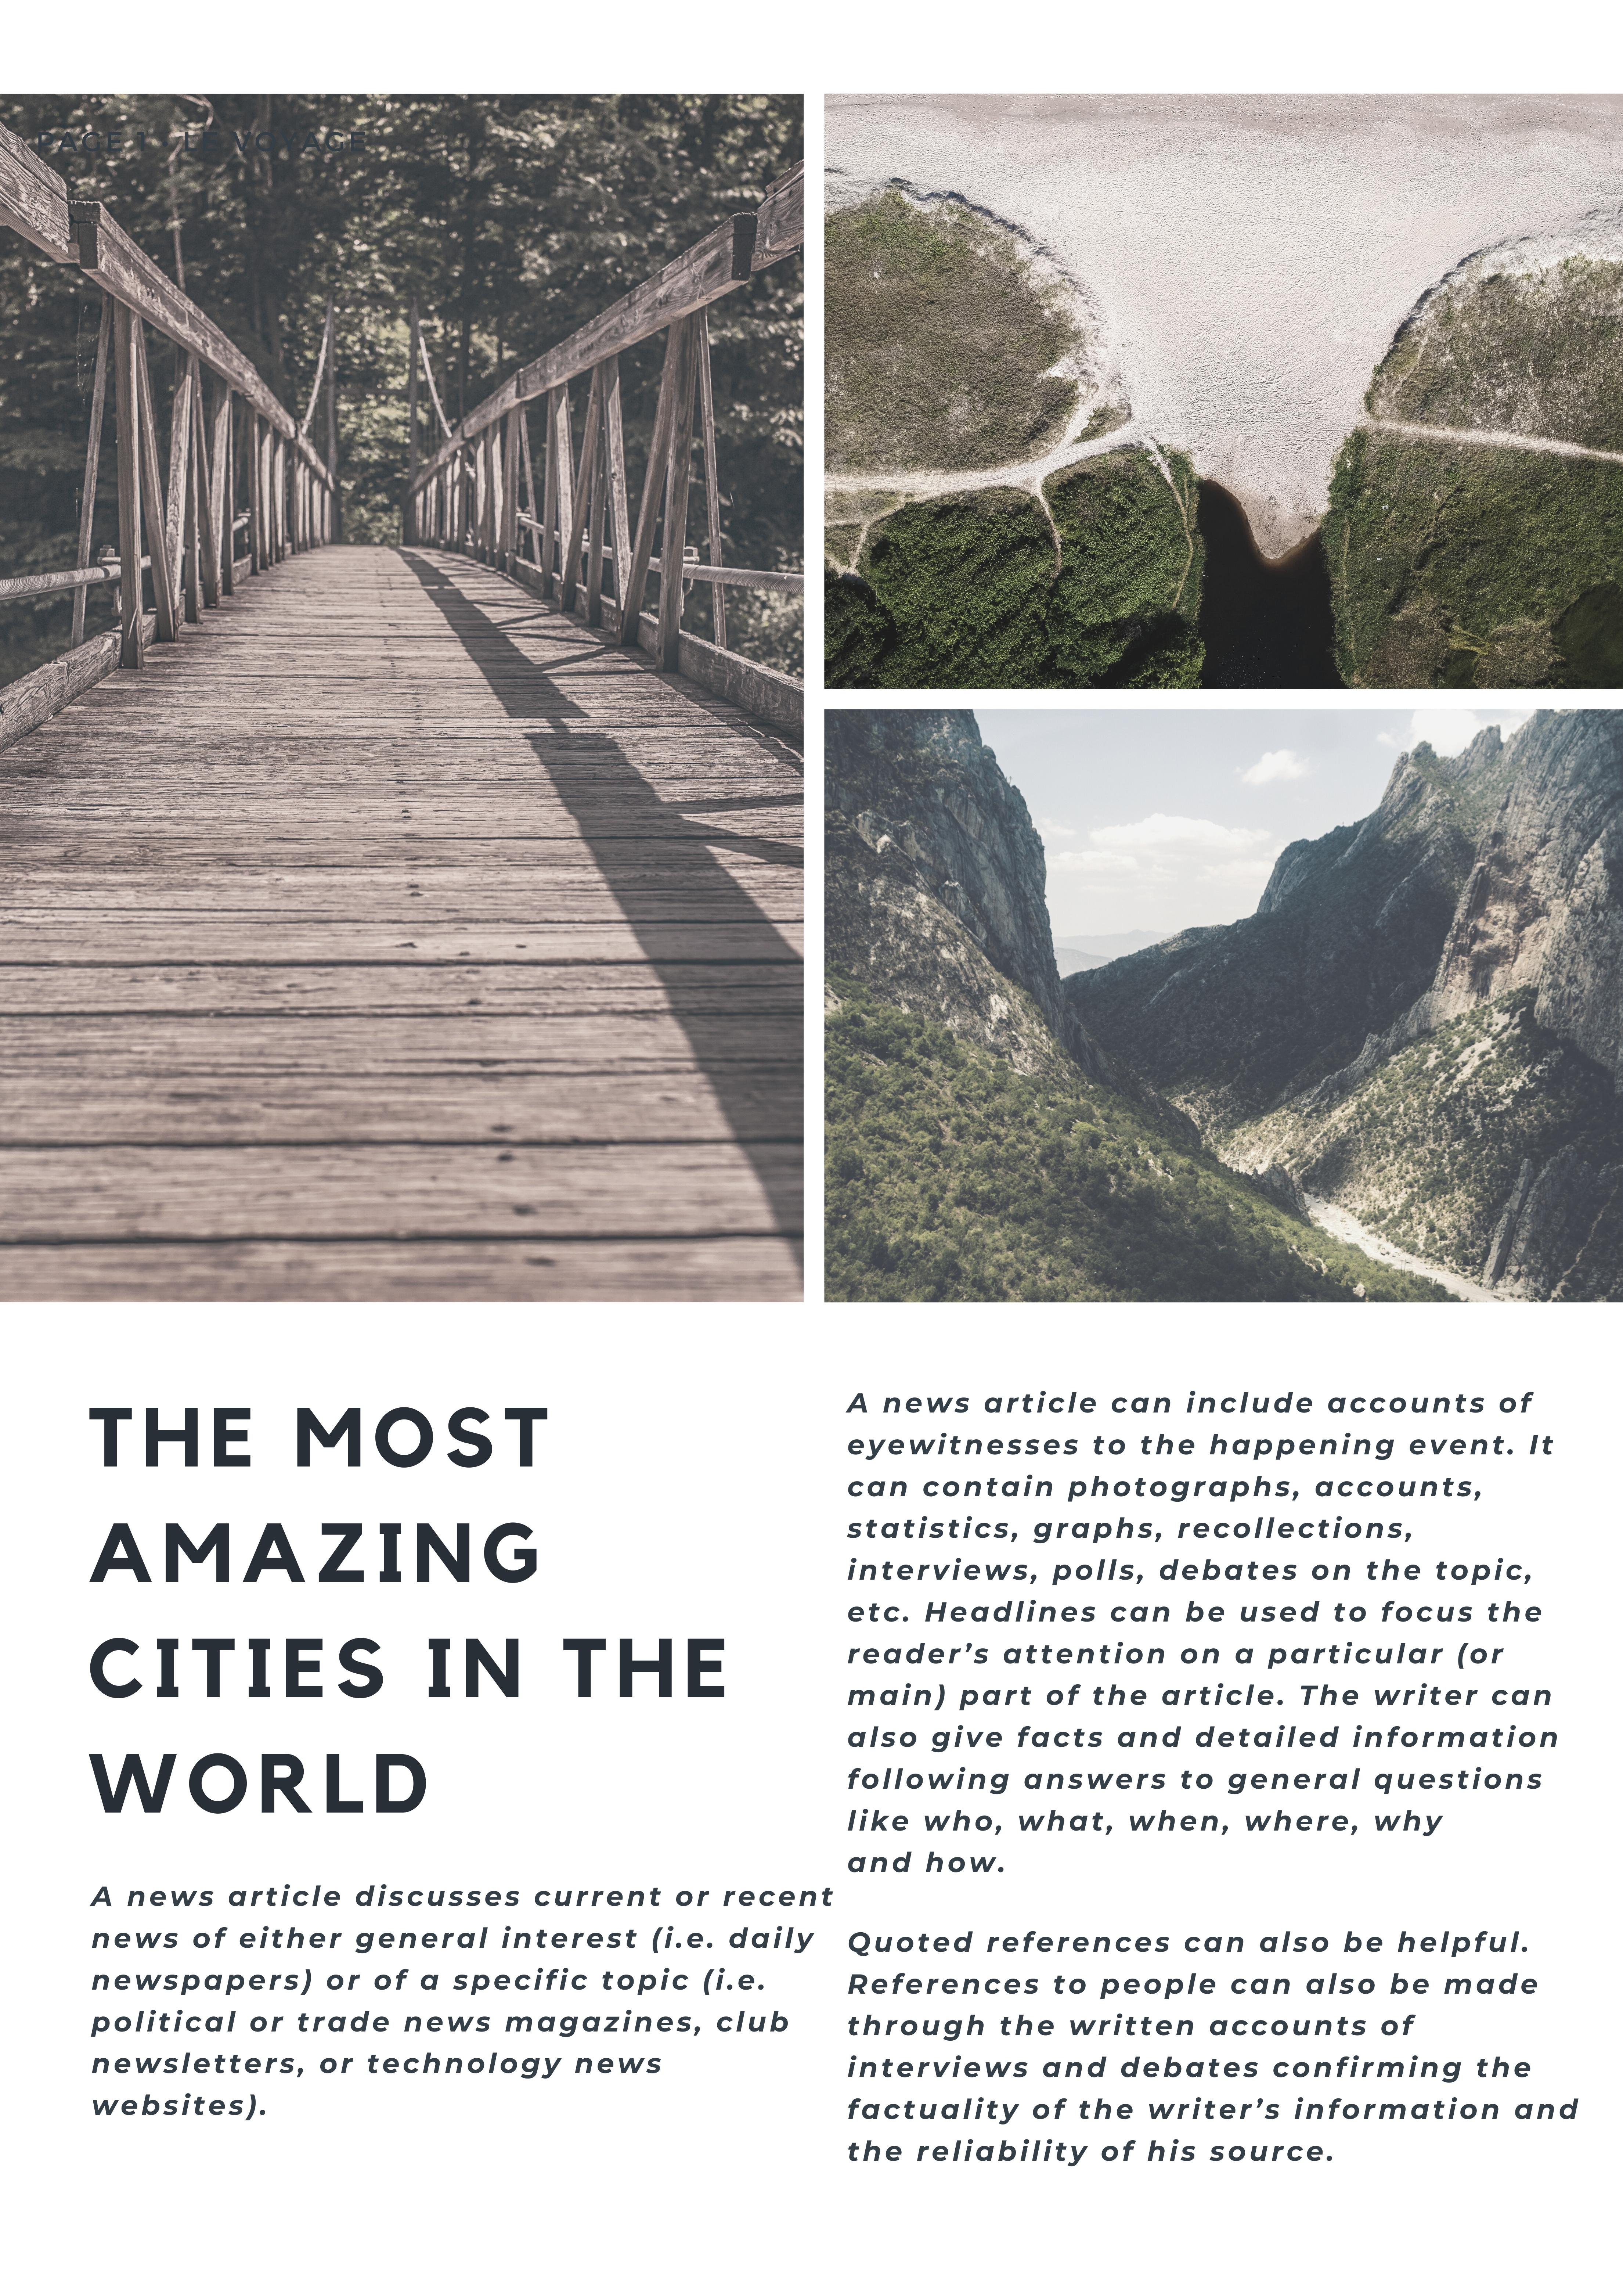 PAGE 1 LE VOYAGE
THE MOST
AMAZING
CITIES IN THE
WORLD
A news article discusses current or recent
news of either general interest (i.e. daily
newspapers) or of a specific topic (i.e.
political or trade news magazines, club
newsletters, or technology news
websites).
A news article can include accounts of
eyewitnesses to the happening event. It
can contain photographs, accounts,
statistics, graphs, recollections,
interviews, polls, debates on the topic,
etc. Headlines can be used to focus the
reader’s attention on a particular (or
main) part of the article. The writer can
also give facts and detailed information
following answers to general questions
like who, what, when, where, why
and how.
Quoted references can also be helpful.
References to people can also be made
through the written accounts of
interviews and debates confirming the
factuality of the writer’s information and
the reliability of his source.